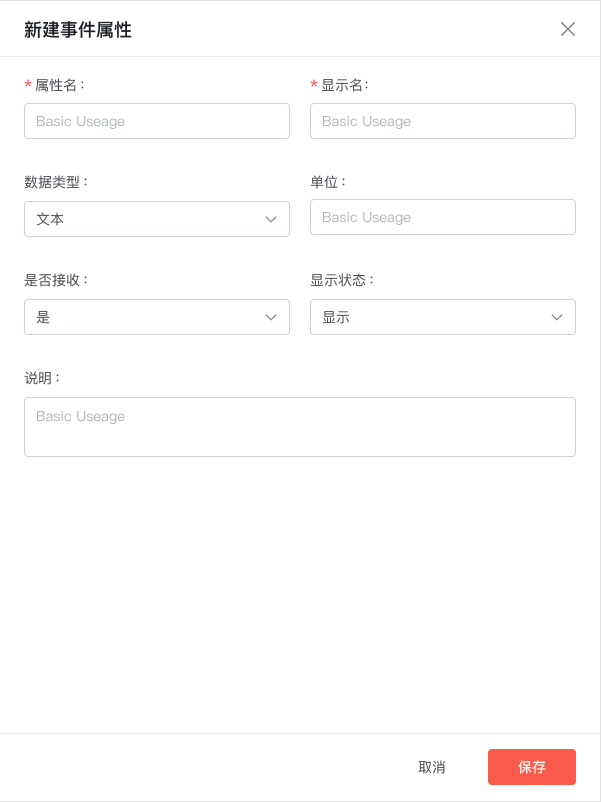 新建事件属性
* 属性名：
* 显示名：
Basic Useage
Basic Useage
数据类型：
单位：
文本
Basic Useage
是否接收：
显示状态：
是
显示
说明：
Basic Useage
取消
保存